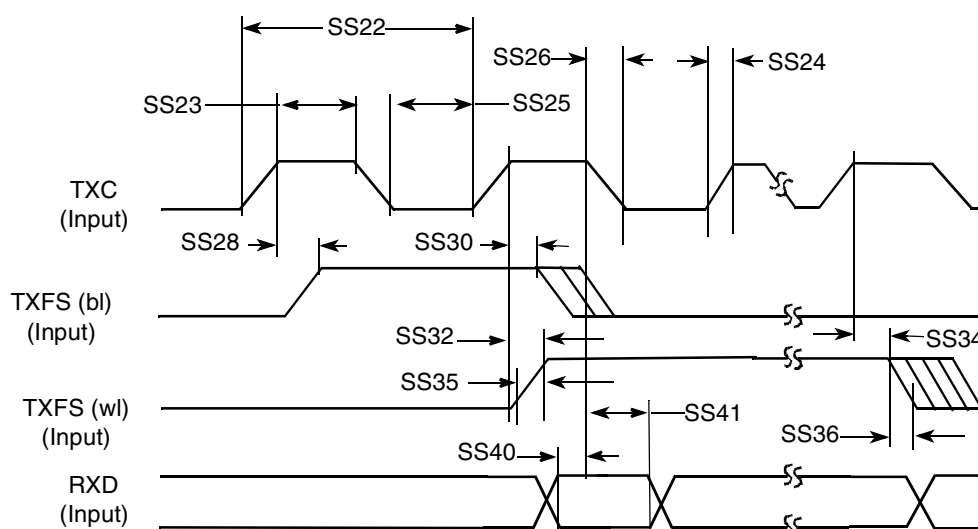 SS22
SS26
SS24
SS23
SS25
TXC
(Input)
SS28
SS30
TXFS (bl)
(Input)
SS32
SS34
SS35
TXFS (wl)
(Input)
SS41
SS36
SS40
RXD
(Input)